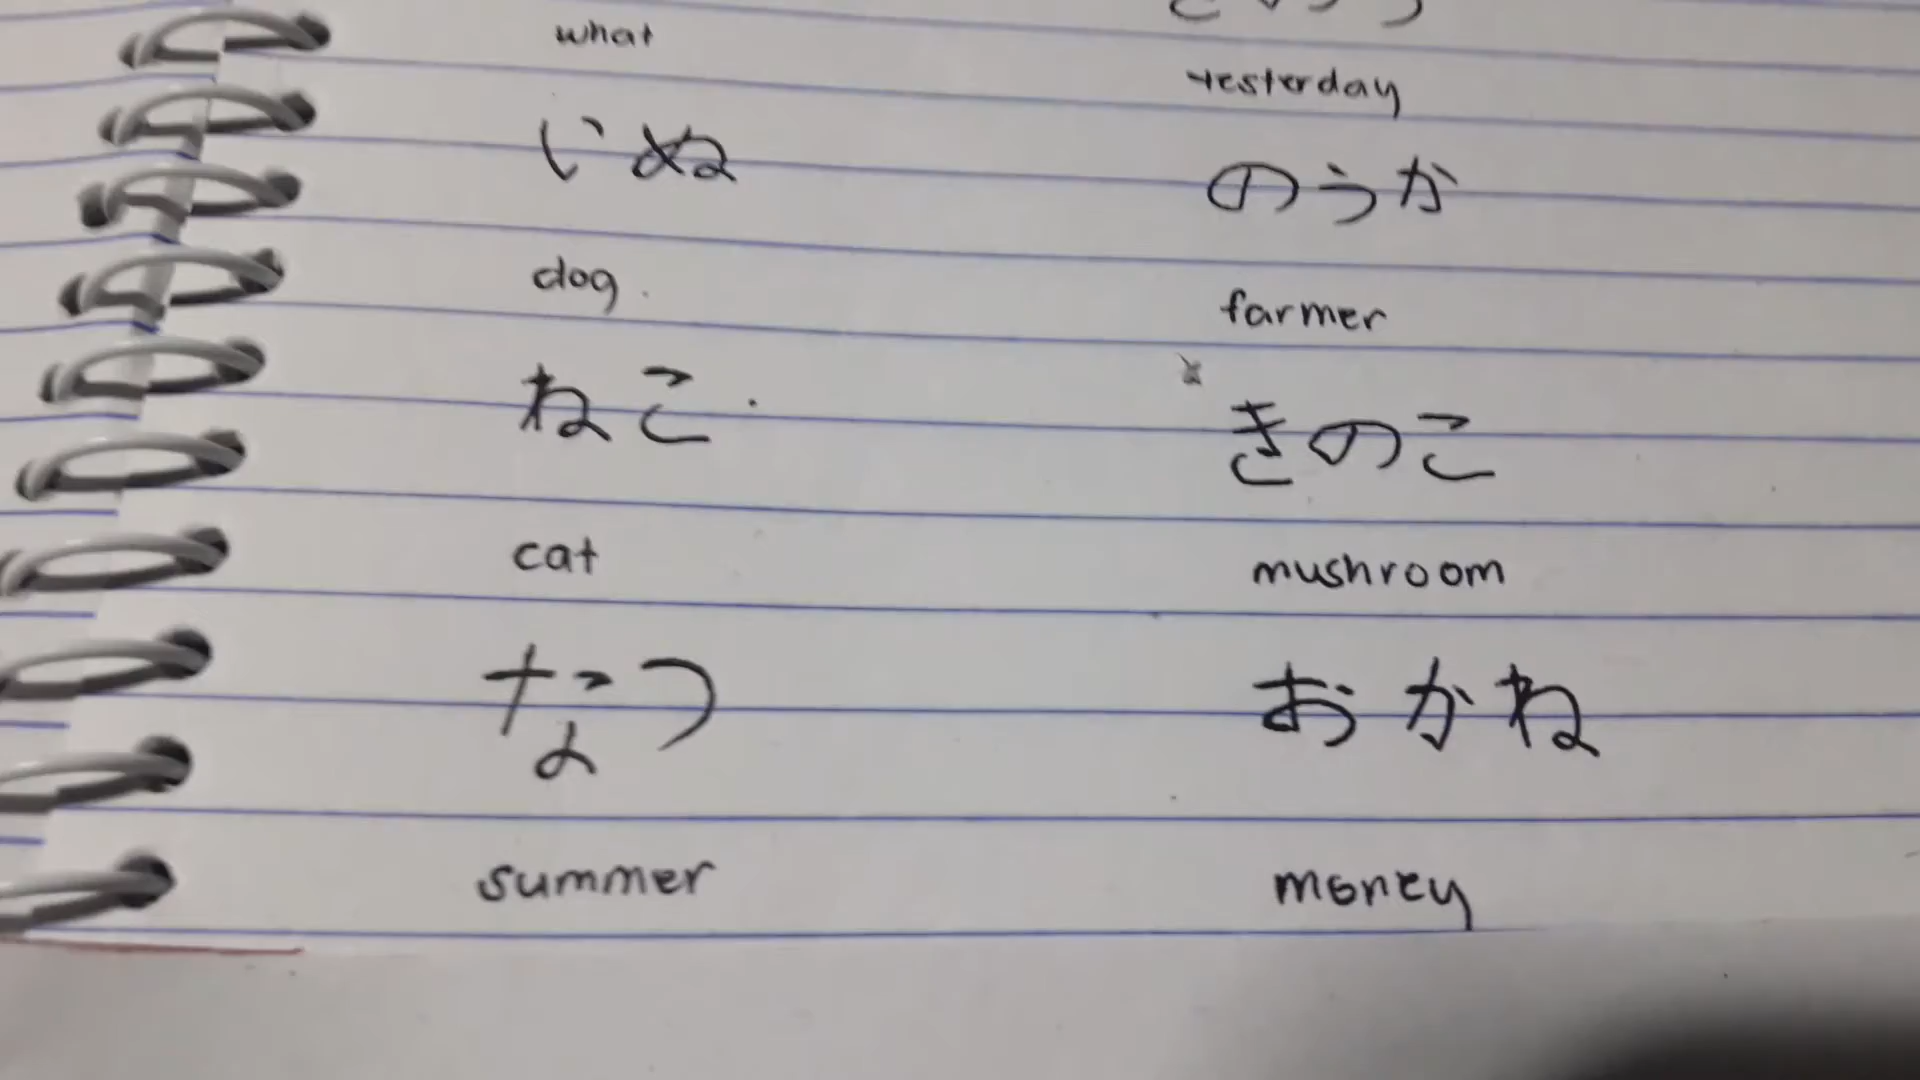 what
いぬ
dog.
ねこ
cat
なつ
summer
yesterday
のうか
farmer
きのこ
mushroom
おかね
money